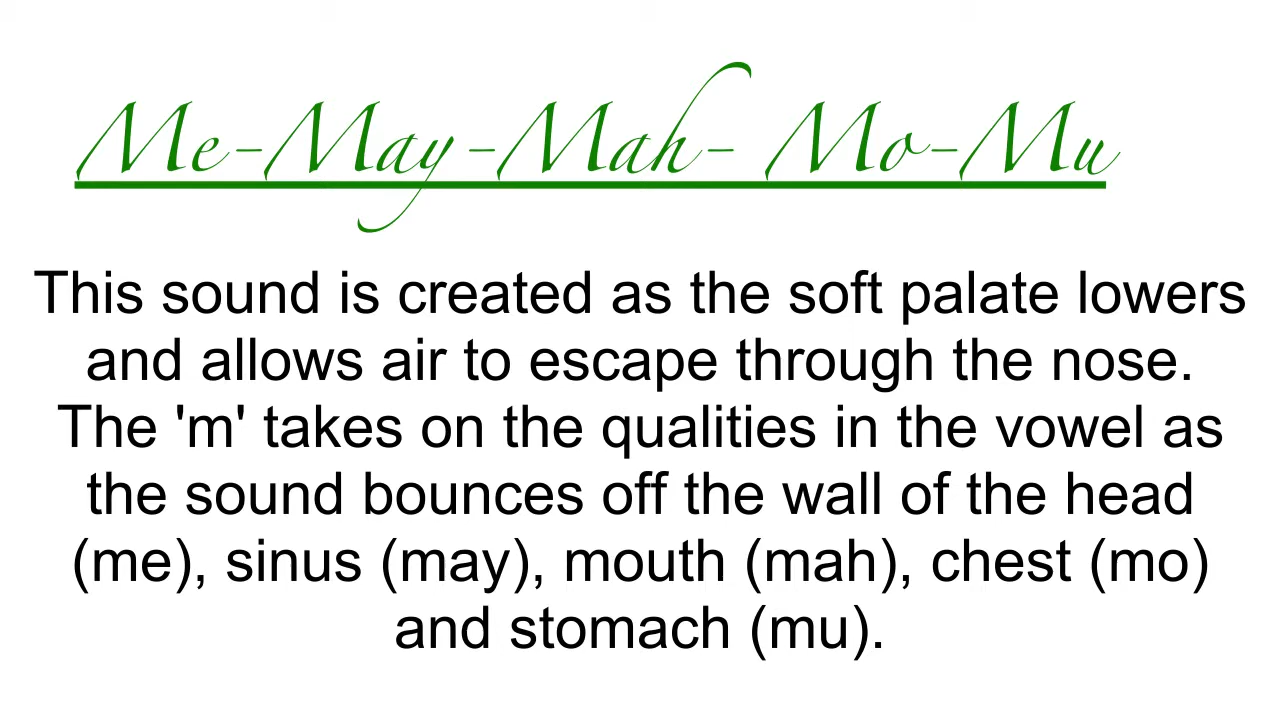 Me-May-Mah- Mo-Mu
This sound is created as the soft palate lowers
and allows air to escape through the nose.
The 'm' takes on the qualities in the vowel as
the sound bounces off the wall of the head
(me), sinus (may), mouth (mah), chest (mo)
and stomach (mu).